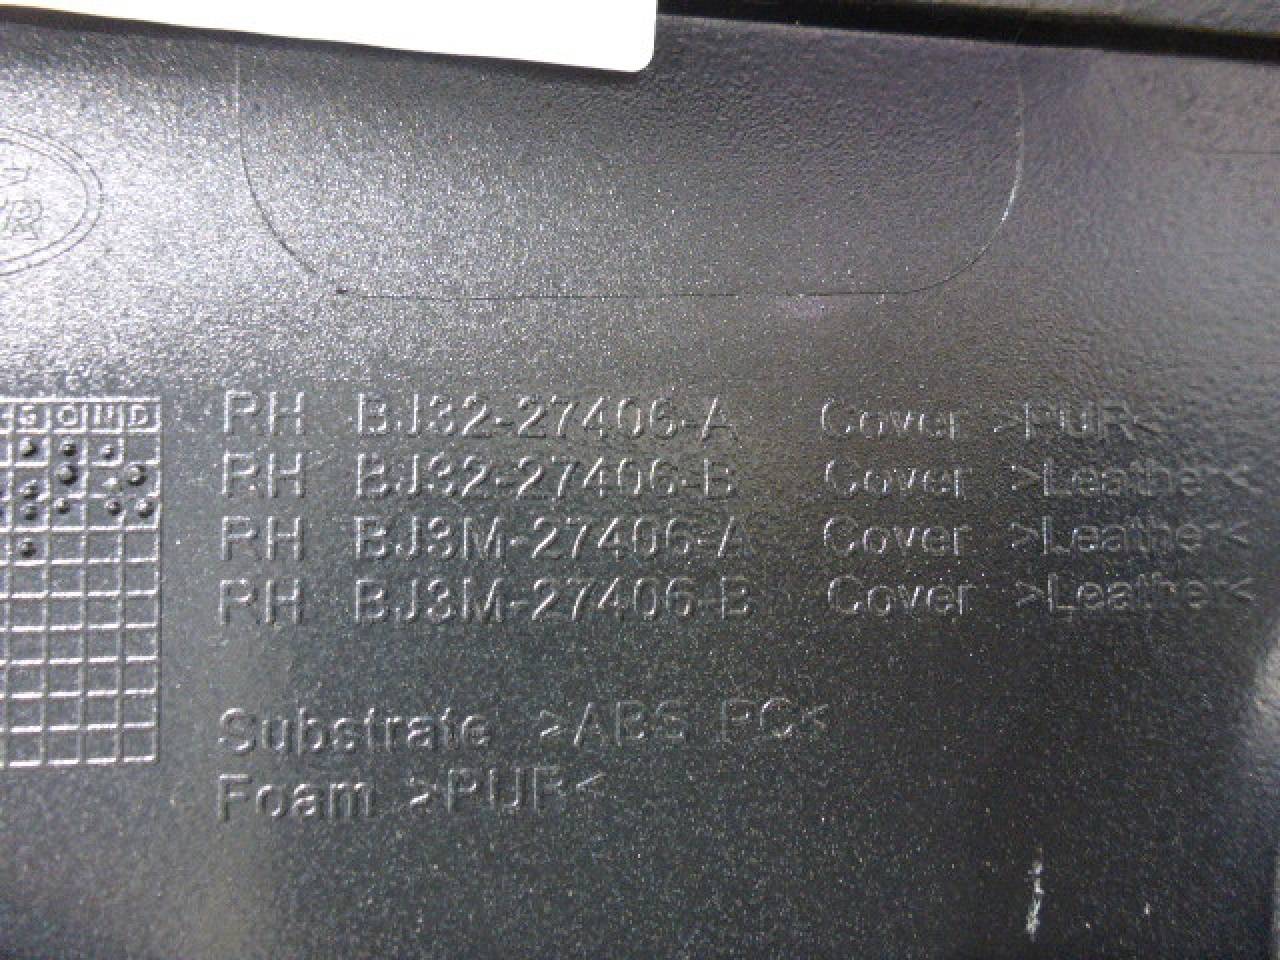 S O N D
RH BJ32-27406-A Cover >PUR<
RH BJ32-27406-B Cover >Leather<
RH BJ3M-27406-A Cover >Leather<
RH BJ3M-27406-B Cover >Leather<
Substrate >ABS PC<
Foam >PUR<